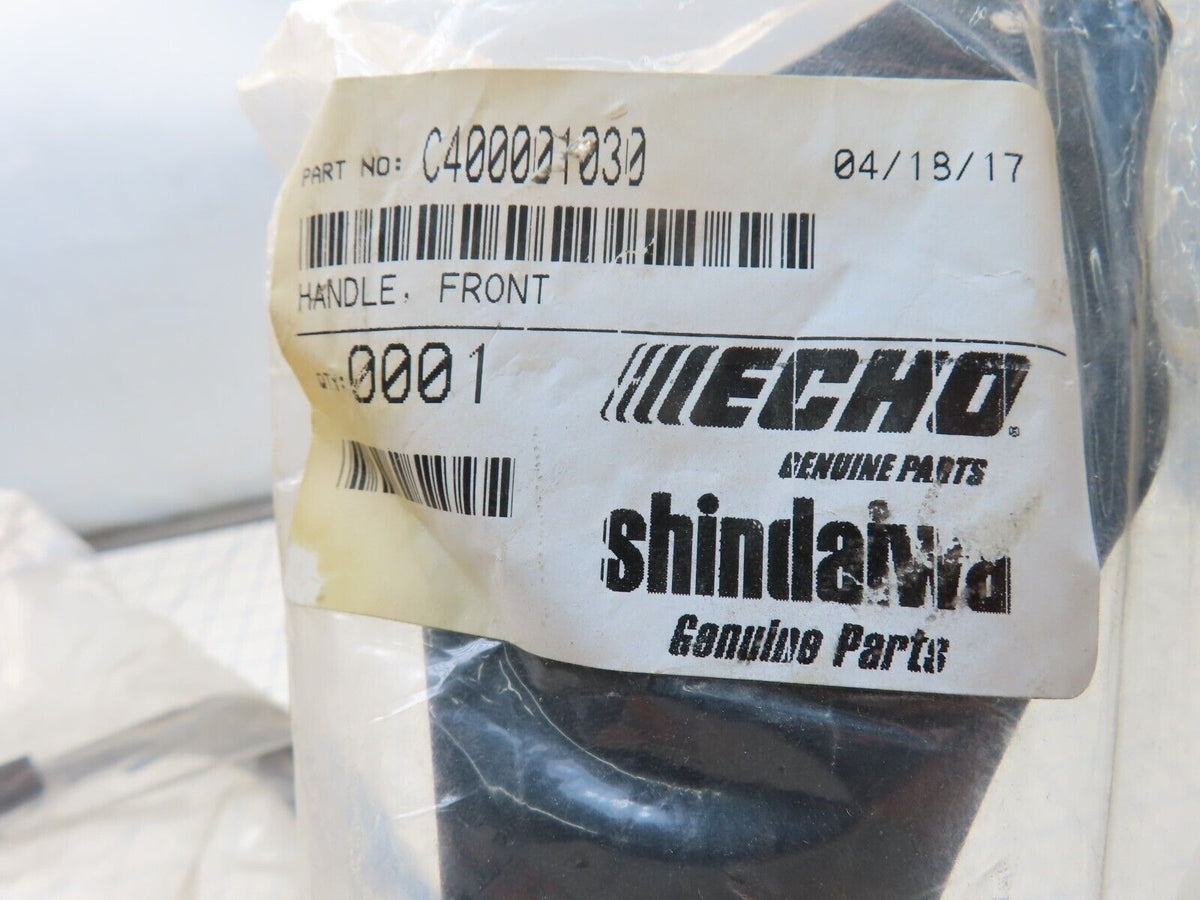 PART NO: C400001030 04/18/17
HANDLE, FRONT
QTY: 0001
ECHO®
GENUINE PARTS
shindaiwa
Genuine Parts